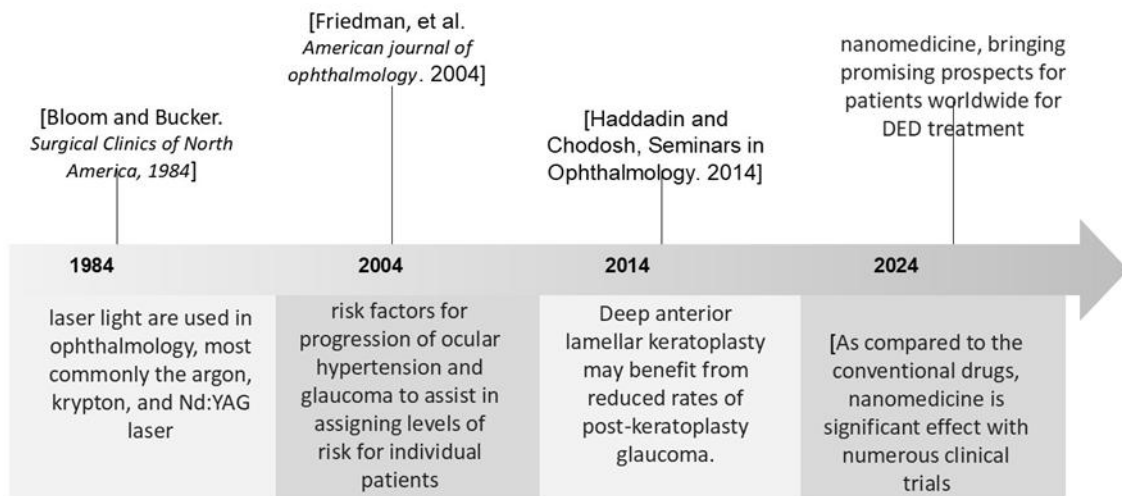 [Friedman, et al.
American journal of
ophthalmology. 2004]
nanomedicine, bringing
promising prospects for
patients worldwide for
DED treatment
[Bloom and Bucker.
Surgical Clinics of North
America, 1984]
[Haddadin and
Chodosh, Seminars in
Ophthalmology. 2014]
1984
2004
2014
2024
laser light are used in
ophthalmology, most
commonly the argon,
krypton, and Nd:YAG
laser
risk factors for
progression of ocular
hypertension and
glaucoma to assist in
assigning levels of
risk for individual
patients
Deep anterior
lamellar keratoplasty
may benefit from
reduced rates of
post-keratoplasty
glaucoma.
[As compared to the
conventional drugs,
nanomedicine is
significant effect with
numerous clinical
trials